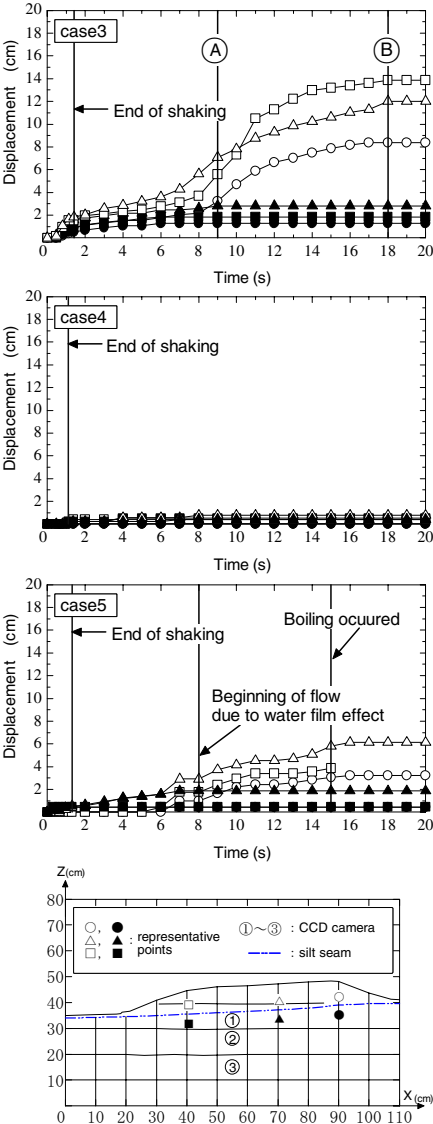 case3
Displacement (cm)
20
18
16
14
12
10
8
6
4
2
A
B
End of shaking
0 2 4 6 8 10 12 14 16 18 20
Time (s)
case4
Displacement (cm)
20
18
16
14
12
10
8
6
4
2
End of shaking
0 2 4 6 8 10 12 14 16 18 20
Time (s)
case5
Displacement (cm)
20
18
16
14
12
10
8
6
4
2
End of shaking
Boiling ocuured
Beginning of flow
due to water film effect
0 2 4 6 8 10 12 14 16 18 20
Time (s)
Z(cm)
80
70
60
50
40
30
20
10
○, ●
△, ▲ : representative
□, ■ points
①~③ : CCD camera
: silt seam
①
②
③
X(cm)
0 10 20 30 40 50 60 70 80 90 100 110